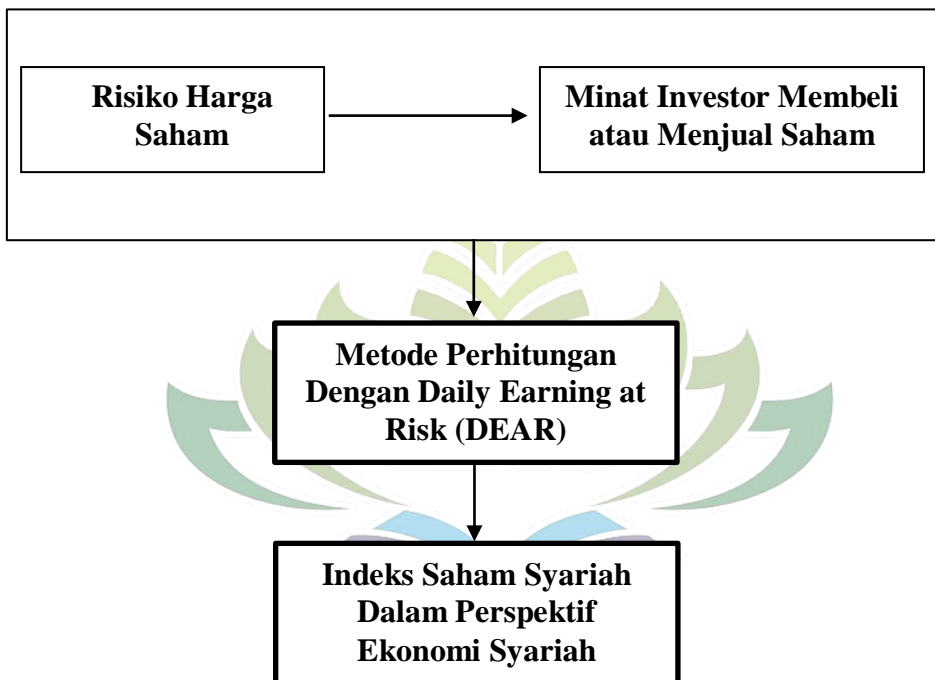 Risiko Harga
Saham
Minat Investor Membeli
atau Menjual Saham
Metode Perhitungan
Dengan Daily Earning at
Risk (DEAR)
Indeks Saham Syariah
Dalam Perspektif
Ekonomi Syariah